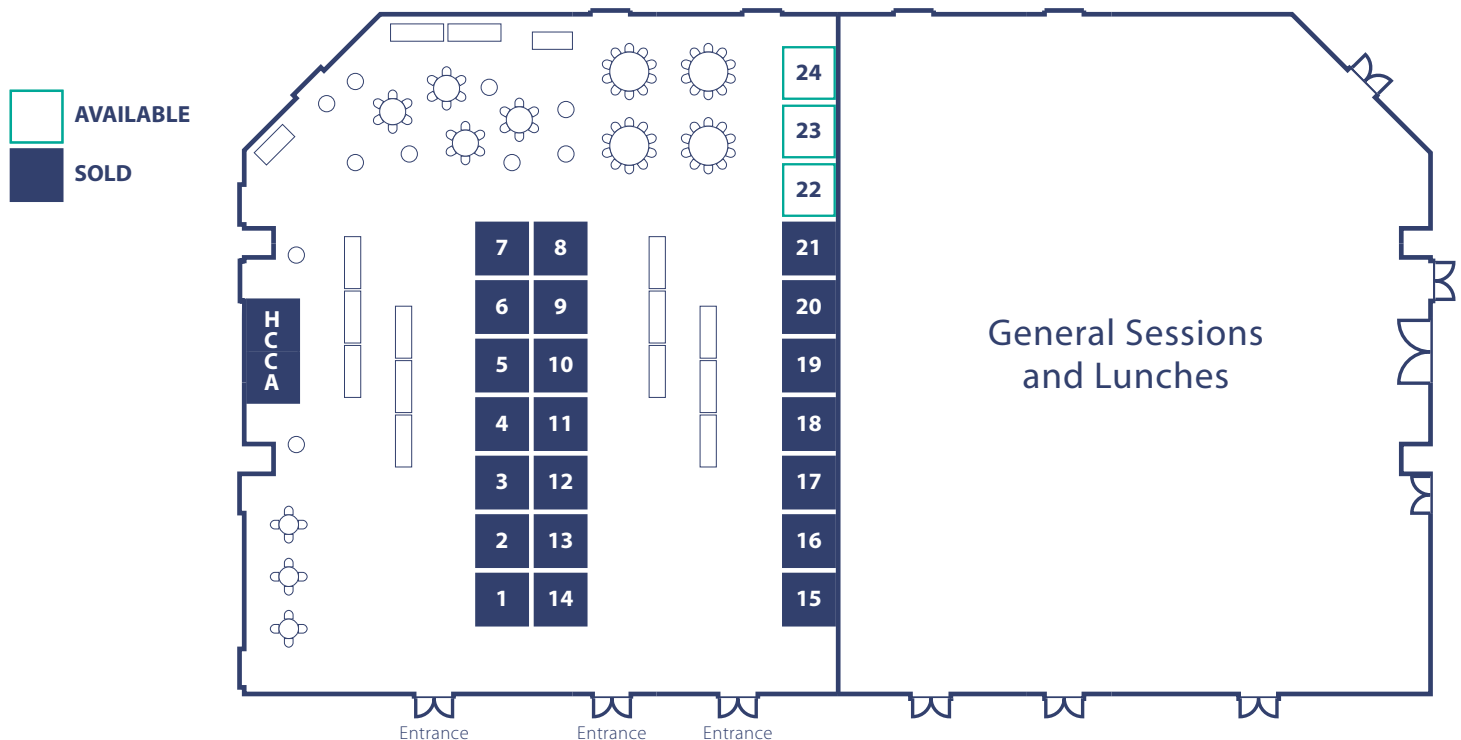 AVAILABLE
SOLD
24
23
22
7 8 21
6 9 20
5 10 19
4 11 18
3 12 17
2 13 16
1 14 15
H
C
C
A
General Sessions
and Lunches
Entrance Entrance Entrance